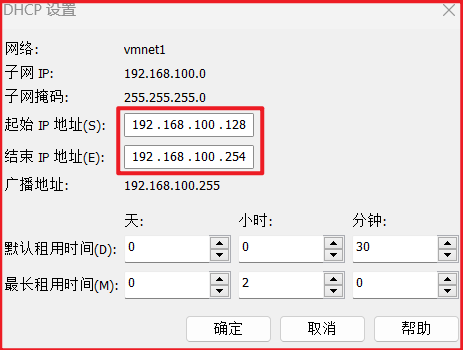 DHCP 设置
网络: vmnet1
子网 IP: 192.168.100.0
子网掩码: 255.255.255.0
起始 IP 地址(S): 192 . 168 . 100 . 128
结束 IP 地址(E): 192 . 168 . 100 . 254
广播地址: 192.168.100.255
天: 小时: 分钟:
默认租用时间(D): 0 0 30
最长租用时间(M): 0 2 0
确定 取消 帮助